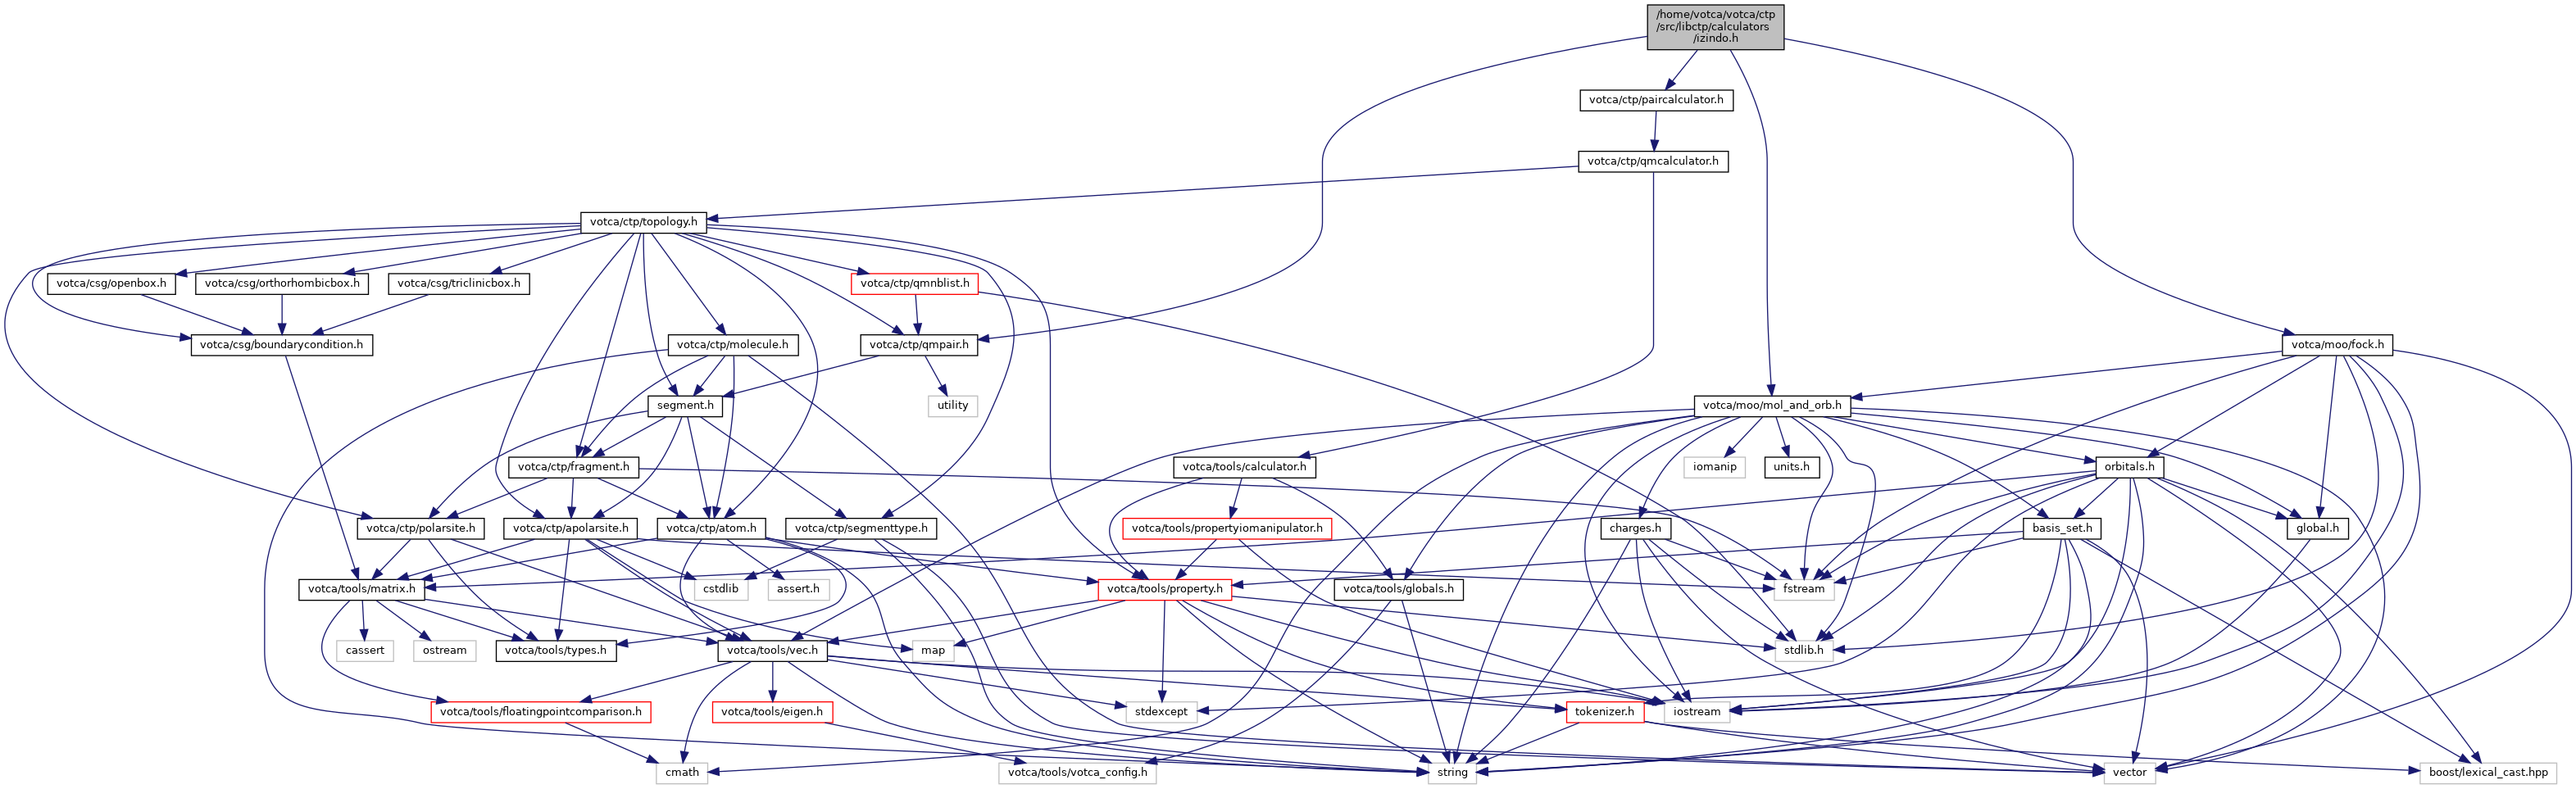 /home/votca/votca/ctp
/src/libctp/calculators
/izindo.h
votca/ctp/paircalculator.h
votca/ctp/qmcalculator.h
votca/ctp/topology.h
votca/csg/openbox.h
votca/csg/orthorhombicbox.h
votca/csg/triclinicbox.h
votca/ctp/qmnblist.h
votca/csg/boundarycondition.h
votca/ctp/molecule.h
votca/ctp/qmpair.h
votca/moo/fock.h
segment.h
utility
votca/moo/mol_and_orb.h
votca/ctp/fragment.h
votca/tools/calculator.h
iomanip
units.h
orbitals.h
votca/ctp/polarsite.h
votca/ctp/apolarsite.h
votca/ctp/atom.h
votca/ctp/segmenttype.h
votca/tools/propertyiomanipulator.h
charges.h
basis_set.h
global.h
votca/tools/matrix.h
cstdlib
assert.h
votca/tools/property.h
votca/tools/globals.h
fstream
cassert
ostream
votca/tools/types.h
votca/tools/vec.h
map
stdlib.h
votca/tools/floatingpointcomparison.h
votca/tools/eigen.h
stdexcept
tokenizer.h
iostream
cmath
votca/tools/votca_config.h
string
vector
boost/lexical_cast.hpp